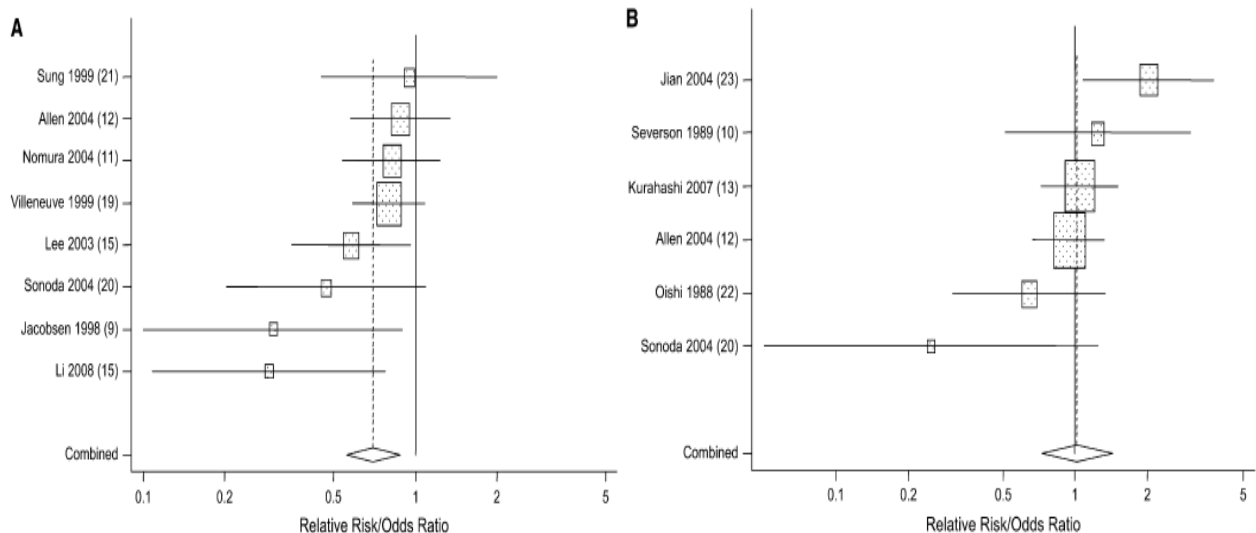 A
Sung 1999 (21)
Allen 2004 (12)
Nomura 2004 (11)
Villeneuve 1999 (19)
Lee 2003 (15)
Sonoda 2004 (20)
Jacobsen 1998 (9)
Li 2008 (15)
Combined
0.1 0.2 0.5 1 2 5
Relative Risk/Odds Ratio
B
Jian 2004 (23)
Severson 1989 (10)
Kurahashi 2007 (13)
Allen 2004 (12)
Oishi 1988 (22)
Sonoda 2004 (20)
Combined
0.1 0.2 0.5 1 2 5
Relative Risk/Odds Ratio